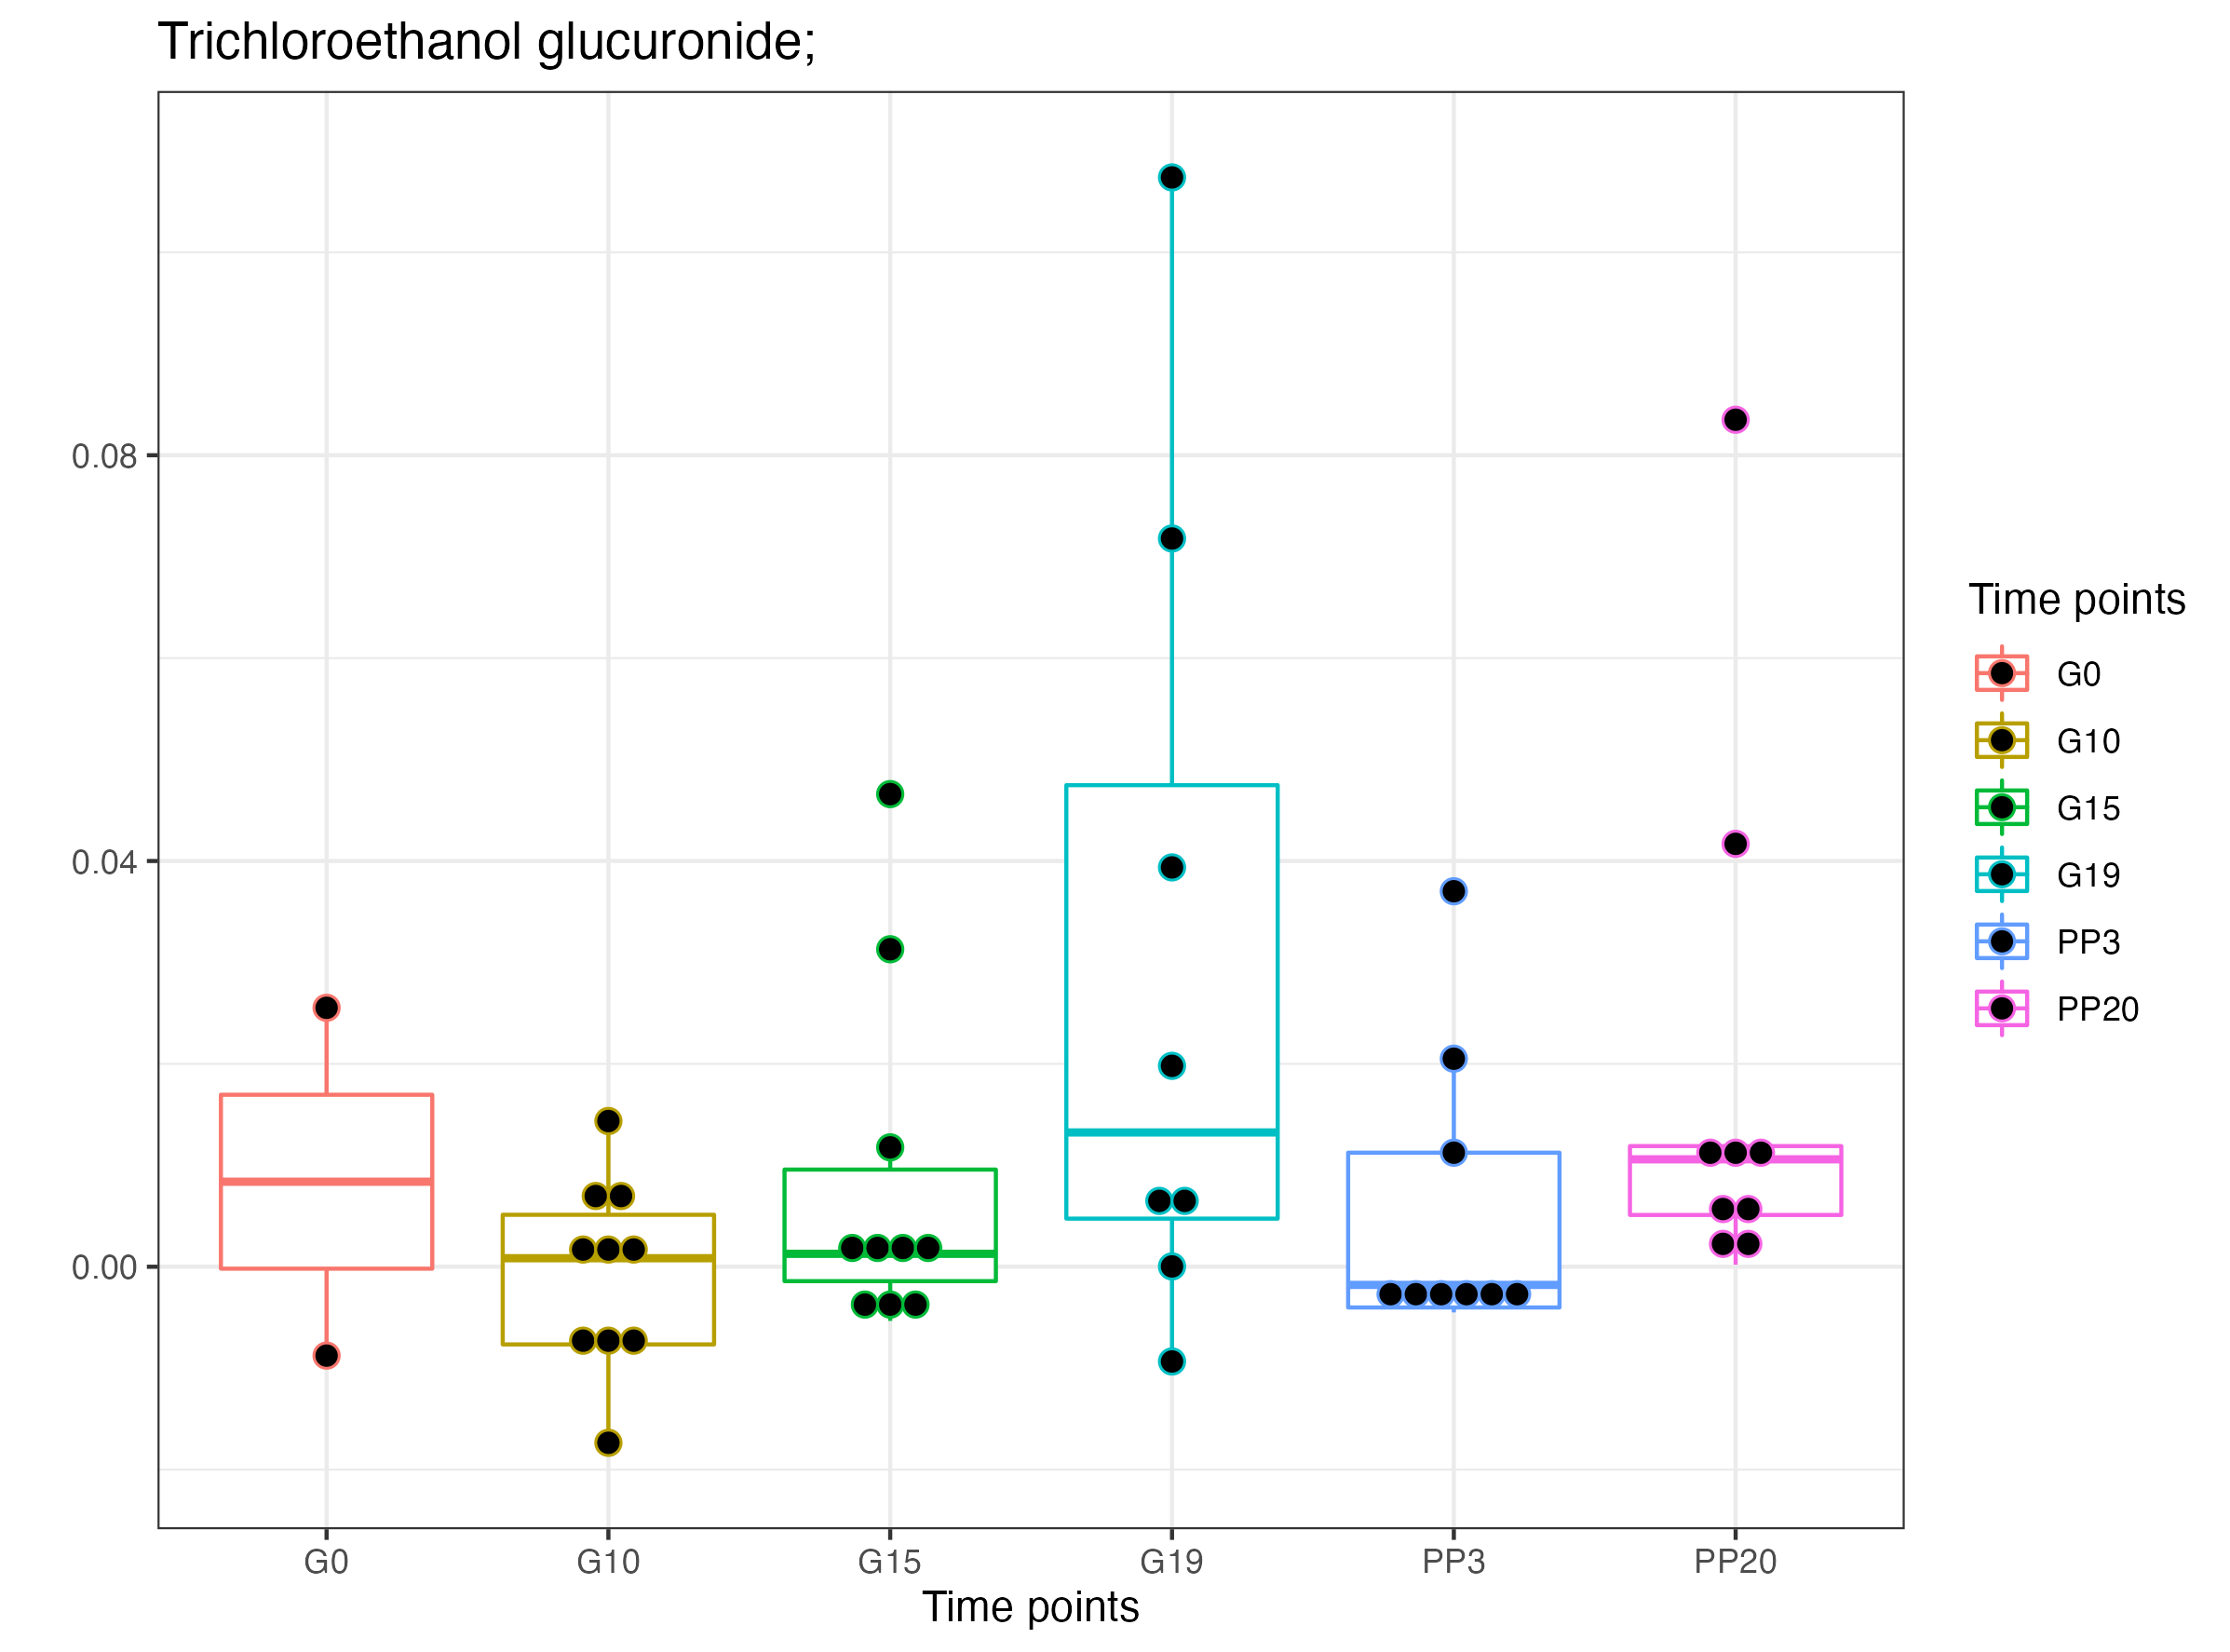 Trichloroethanol glucuronide;
0.08
0.04
0.00
G0 G10 G15 G19 PP3 PP20
Time points
Time points
G0
G10
G15
G19
PP3
PP20